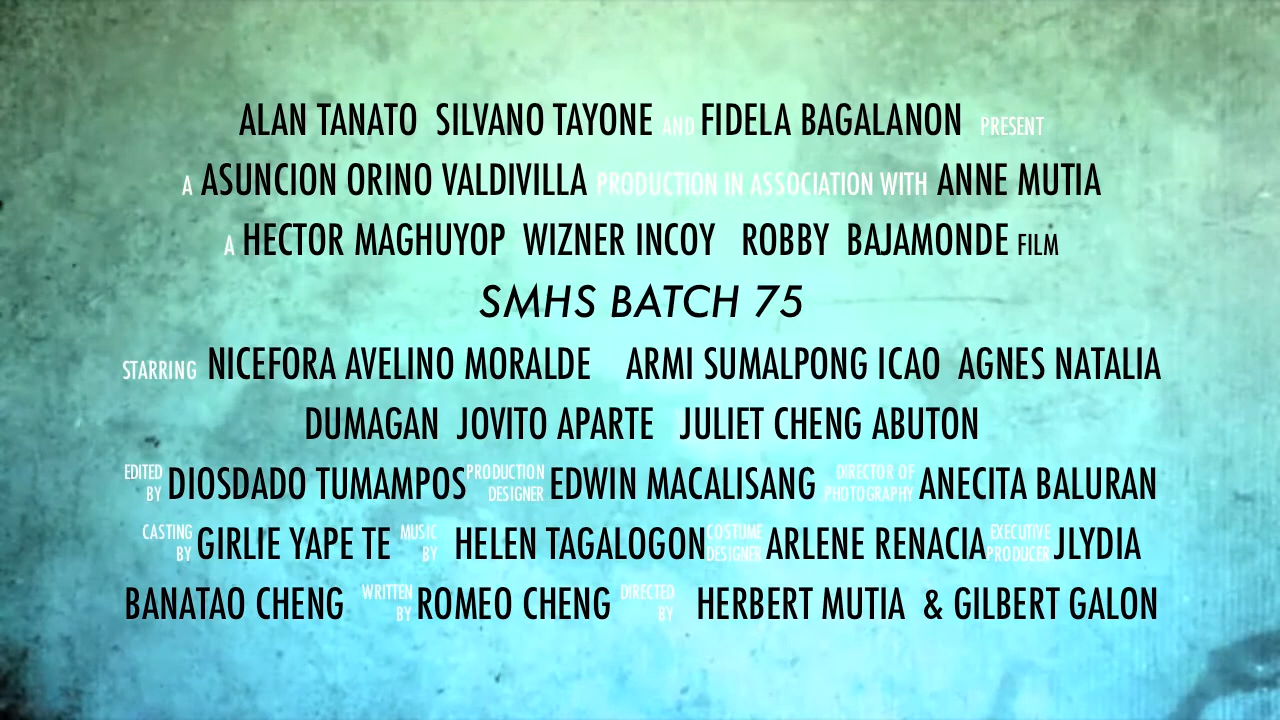 ALAN TANATO SILVANO TAYONE AND FIDELA BAGALANON PRESENT
A ASUNCION ORINO VALDIVILLA PRODUCTION IN ASSOCIATION WITH ANNE MUTIA
A HECTOR MAGHUYOP WIZNER INCOY ROBBY BAJAMONDE FILM
SMHS BATCH 75
STARRING NICEFORA AVELINO MORALDE ARMI SUMALPONG ICAO AGNES NATALIA
DUMAGAN JOVITO APARTE JULIET CHENG ABUTON
EDITED BY DIOSDADO TUMAMPOS PRODUCTION DESIGNER EDWIN MACALISANG DIRECTOR OF PHOTOGRAPHY ANECITA BALURAN
CASTING BY GIRLIE YAPE TE MUSIC BY HELEN TAGALOGON COSTUME DESIGNER ARLENE RENACIA EXECUTIVE PRODUCER JLYDIA
BANATAO CHENG WRITTEN BY ROMEO CHENG DIRECTED BY HERBERT MUTIA & GILBERT GALON